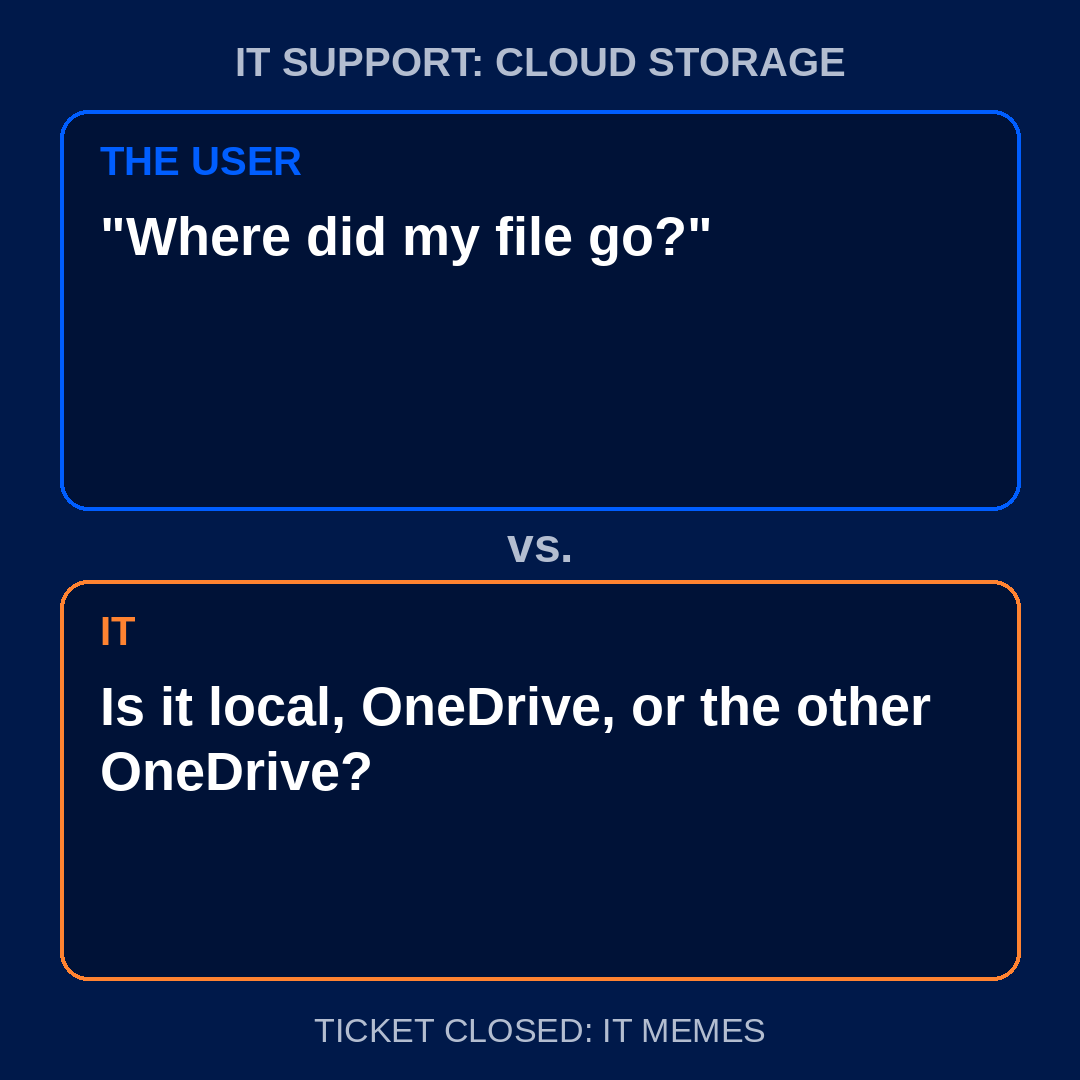 IT SUPPORT: CLOUD STORAGE
THE USER
"Where did my file go?"
vs.
IT
Is it local, OneDrive, or the other
OneDrive?
TICKET CLOSED: IT MEMES